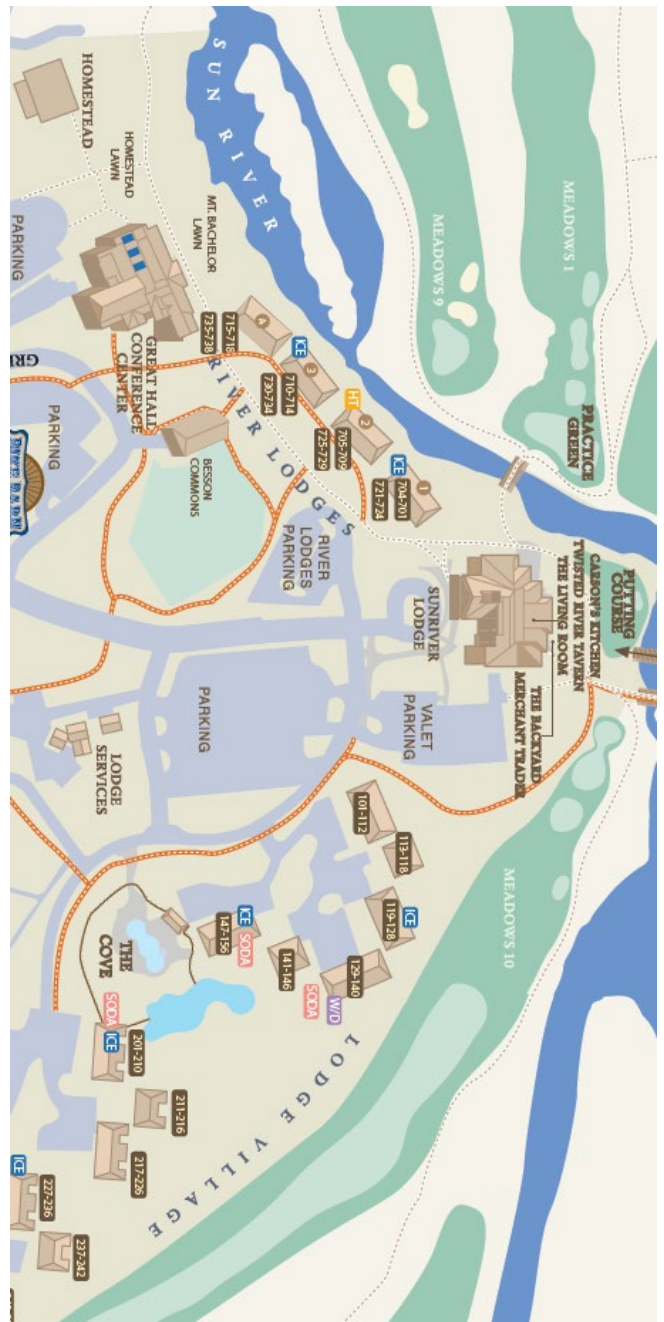 SUN RIVER
HOMESTEAD
HOMESTEAD
LAWN
MT. BACHELOR
LAWN
PARKING
GREAT HALL
CONFERENCE
CENTER
PARKING
BESSON
COMMONS
RIVER LODGES
4
715-718
735-738
ICE
3
710-714
730-734
HT
2
705-709
725-729
ICE
1
704-701
721-724
MEADOWS 9
MEADOWS 1
PRACTICE
GREEN
PUTTING
COURSE
CARSON'S KITCHEN
TWISTED RIVER TAVERN
THE LIVING ROOM
THE BACKYARD
MERCHANT TRADER
SUNRIVER
LODGE
RIVER
LODGES
PARKING
VALET
PARKING
PARKING
LODGE
SERVICES
MEADOWS 10
101-112
113-118
ICE
119-128
129-140
W/D
SODA
141-146
ICE
SODA
147-156
THE
COVE
LODGE VILLAGE
201-210
ICE
SODA
211-216
217-226
ICE
227-236
237-242